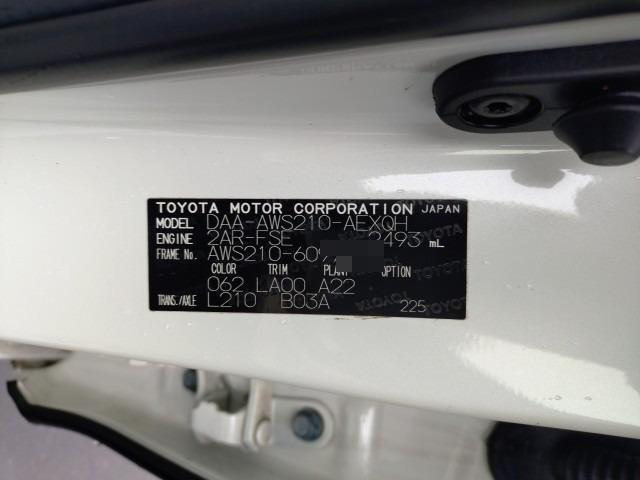 TOYOTA MOTOR CORPORATION JAPAN
MODEL DAA-AWS210-AEXQH
ENGINE 2AR-FSE 2493 mL
FRAME No. AWS210-60
COLOR TRIM PLANT OPTION
062 LA00 A22
TRANS./AXLE L210 B03A 225